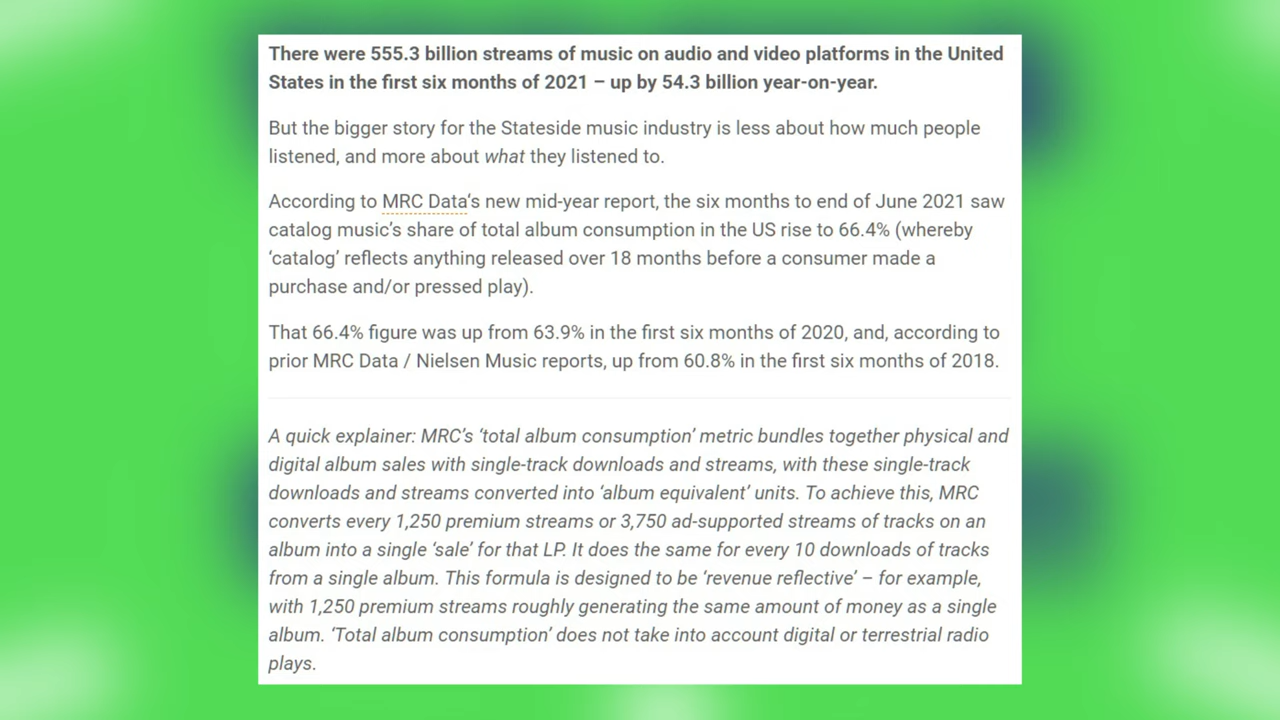 There were 555.3 billion streams of music on audio and video platforms in the United
States in the first six months of 2021 – up by 54.3 billion year-on-year.
But the bigger story for the Stateside music industry is less about how much people
listened, and more about what they listened to.
According to MRC Data‘s new mid-year report, the six months to end of June 2021 saw
catalog music’s share of total album consumption in the US rise to 66.4% (whereby
‘catalog’ reflects anything released over 18 months before a consumer made a
purchase and/or pressed play).
That 66.4% figure was up from 63.9% in the first six months of 2020, and, according to
prior MRC Data / Nielsen Music reports, up from 60.8% in the first six months of 2018.
A quick explainer: MRC’s ‘total album consumption’ metric bundles together physical and
digital album sales with single-track downloads and streams, with these single-track
downloads and streams converted into ‘album equivalent’ units. To achieve this, MRC
converts every 1,250 premium streams or 3,750 ad-supported streams of tracks on an
album into a single ‘sale’ for that LP. It does the same for every 10 downloads of tracks
from a single album. This formula is designed to be ‘revenue reflective’ – for example,
with 1,250 premium streams roughly generating the same amount of money as a single
album. ‘Total album consumption’ does not take into account digital or terrestrial radio
plays.